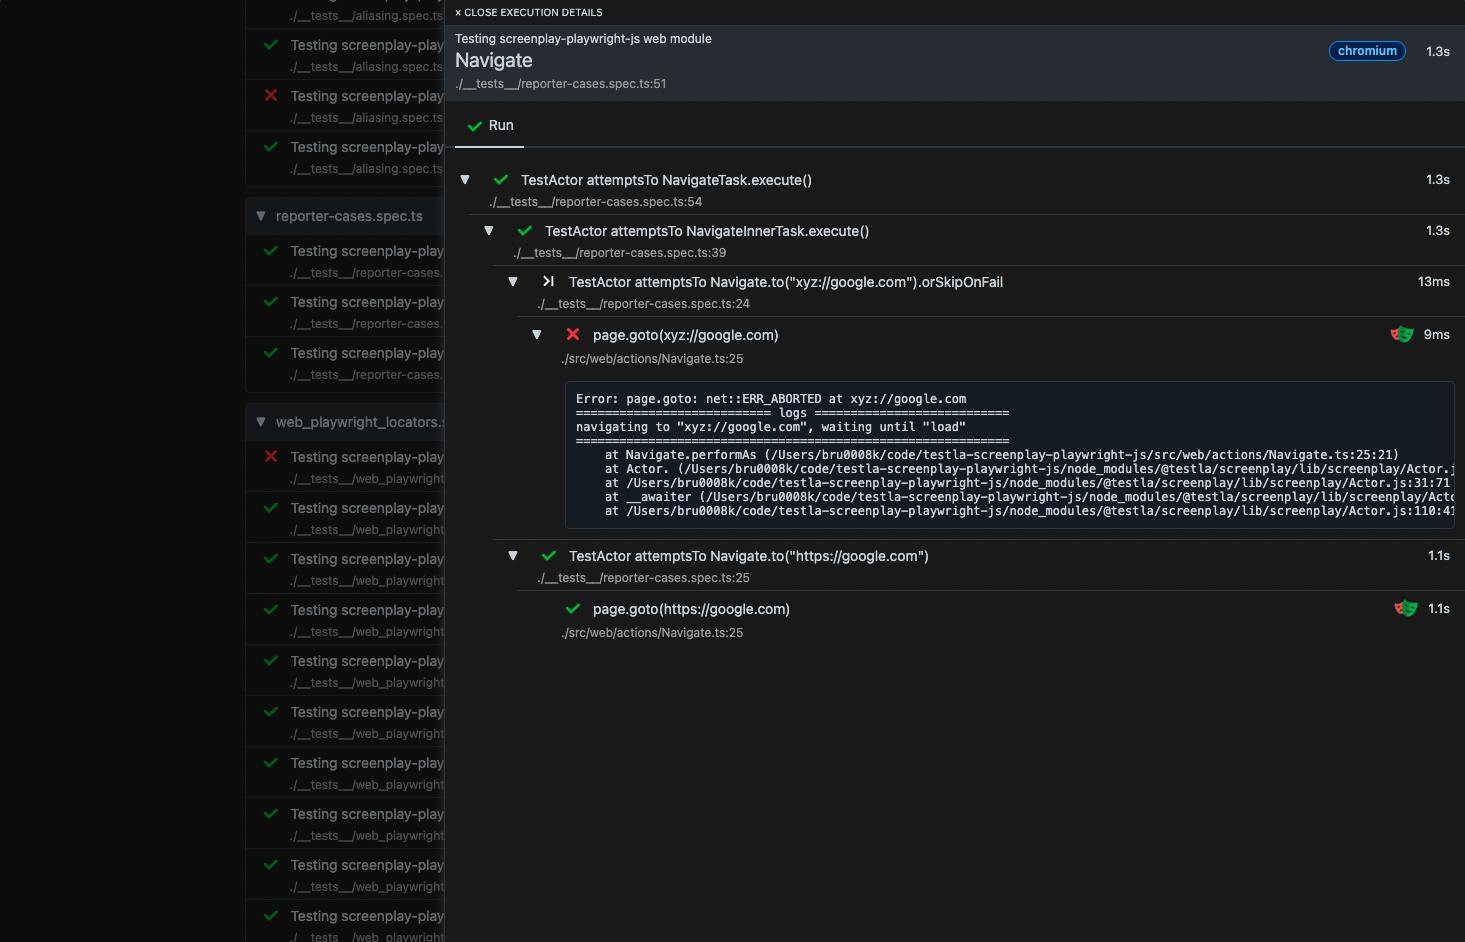 ./__tests__/aliasing.spec.ts
Testing screenplay-play
./__tests__/aliasing.spec.ts
Testing screenplay-play
./__tests__/aliasing.spec.ts
Testing screenplay-play
./__tests__/aliasing.spec.ts
reporter-cases.spec.ts
Testing screenplay-play
./__tests__/reporter-cases.
Testing screenplay-play
./__tests__/reporter-cases.
Testing screenplay-play
./__tests__/reporter-cases.
web_playwright_locators.s
Testing screenplay-play
./__tests__/web_playwright
Testing screenplay-play
./__tests__/web_playwright
Testing screenplay-play
./__tests__/web_playwright
Testing screenplay-play
./__tests__/web_playwright
Testing screenplay-play
./__tests__/web_playwright
Testing screenplay-play
./__tests__/web_playwright
Testing screenplay-play
./__tests__/web_playwright
Testing screenplay-play
./__tests__/web_playwright
Testing screenplay-play
./__tests__/web_playwright
Testing screenplay-play
./__tests__/web_playwright
× CLOSE EXECUTION DETAILS
Testing screenplay-playwright-js web module
Navigate
./__tests__/reporter-cases.spec.ts:51
chromium 1.3s
Run
TestActor attemptsTo NavigateTask.execute() 1.3s
./__tests__/reporter-cases.spec.ts:54
TestActor attemptsTo NavigateInnerTask.execute() 1.3s
./__tests__/reporter-cases.spec.ts:39
TestActor attemptsTo Navigate.to("xyz://google.com").orSkipOnFail 13ms
./__tests__/reporter-cases.spec.ts:24
page.goto(xyz://google.com) 9ms
./src/web/actions/Navigate.ts:25
Error: page.goto: net::ERR_ABORTED at xyz://google.com
=========================== logs ===========================
navigating to "xyz://google.com", waiting until "load"
============================================================
at Navigate.performAs (/Users/bru0008k/code/testla-screenplay-playwright-js/src/web/actions/Navigate.ts:25:21)
at Actor. (/Users/bru0008k/code/testla-screenplay-playwright-js/node_modules/@testla/screenplay/lib/screenplay/Actor.j
at /Users/bru0008k/code/testla-screenplay-playwright-js/node_modules/@testla/screenplay/lib/screenplay/Actor.js:31:71
at __awaiter (/Users/bru0008k/code/testla-screenplay-playwright-js/node_modules/@testla/screenplay/lib/screenplay/Acto
at /Users/bru0008k/code/testla-screenplay-playwright-js/node_modules/@testla/screenplay/lib/screenplay/Actor.js:110:41
TestActor attemptsTo Navigate.to("https://google.com") 1.1s
./__tests__/reporter-cases.spec.ts:25
page.goto(https://google.com) 1.1s
./src/web/actions/Navigate.ts:25